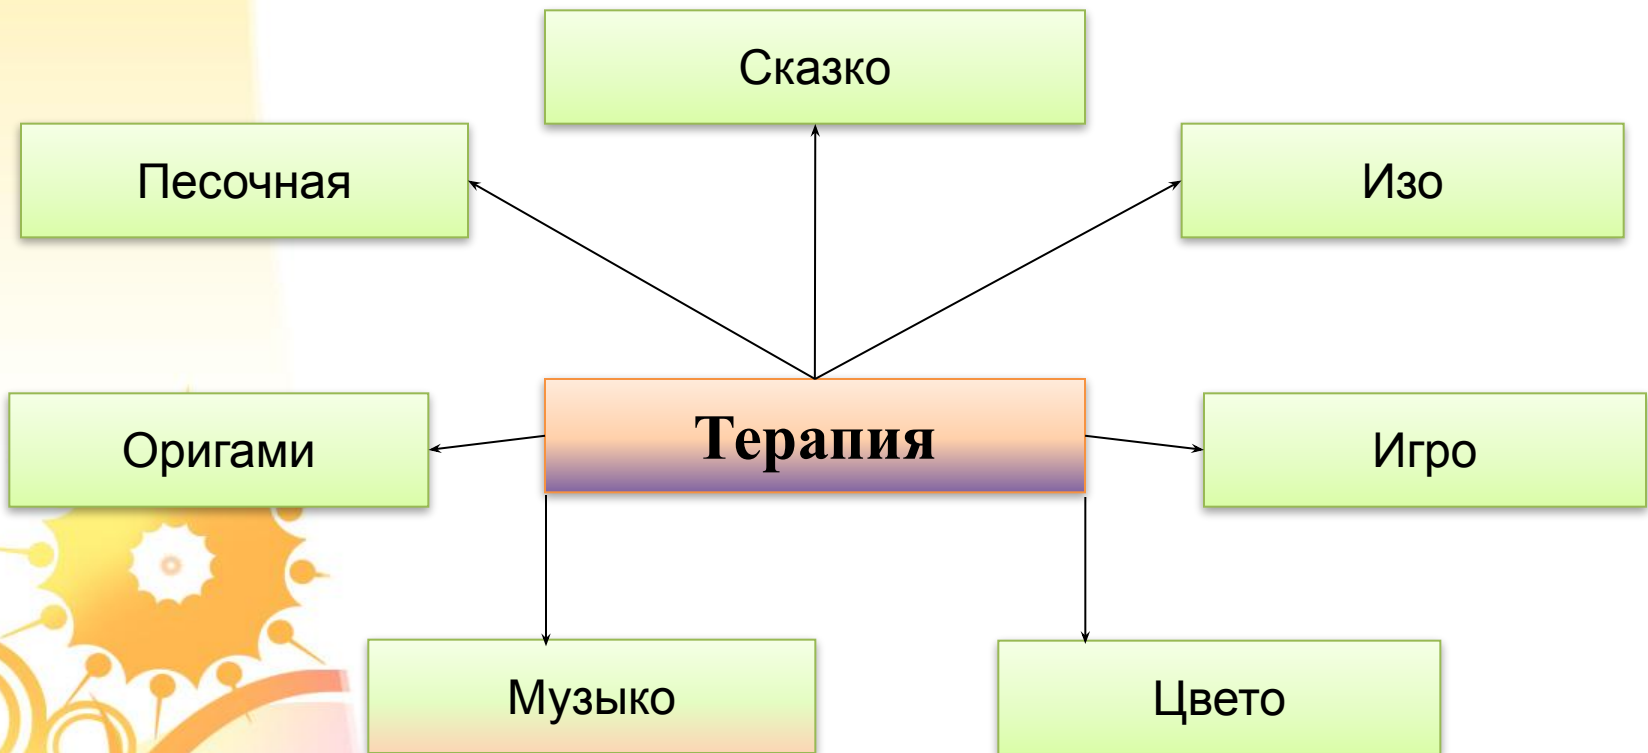 Сказко
Песочная
Изо
Оригами
Терапия
Игро
Музыко
Цвето